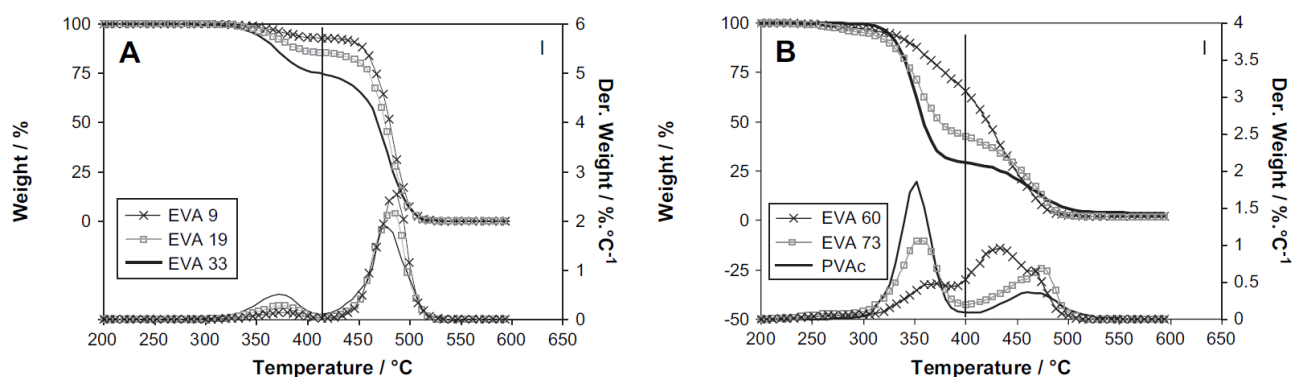 A
I
100
75
50
25
0
Weight / %
6
5
4
3
2
1
0
Der. Weight / %.°C-1
EVA 9
EVA 19
EVA 33
200 250 300 350 400 450 500 550 600 650
Temperature / °C
B
I
100
75
50
25
0
-25
-50
Weight / %
4
3.5
3
2.5
2
1.5
1
0.5
0
Der. Weight / %.°C-1
EVA 60
EVA 73
PVAc
200 250 300 350 400 450 500 550 600 650
Temperature / °C